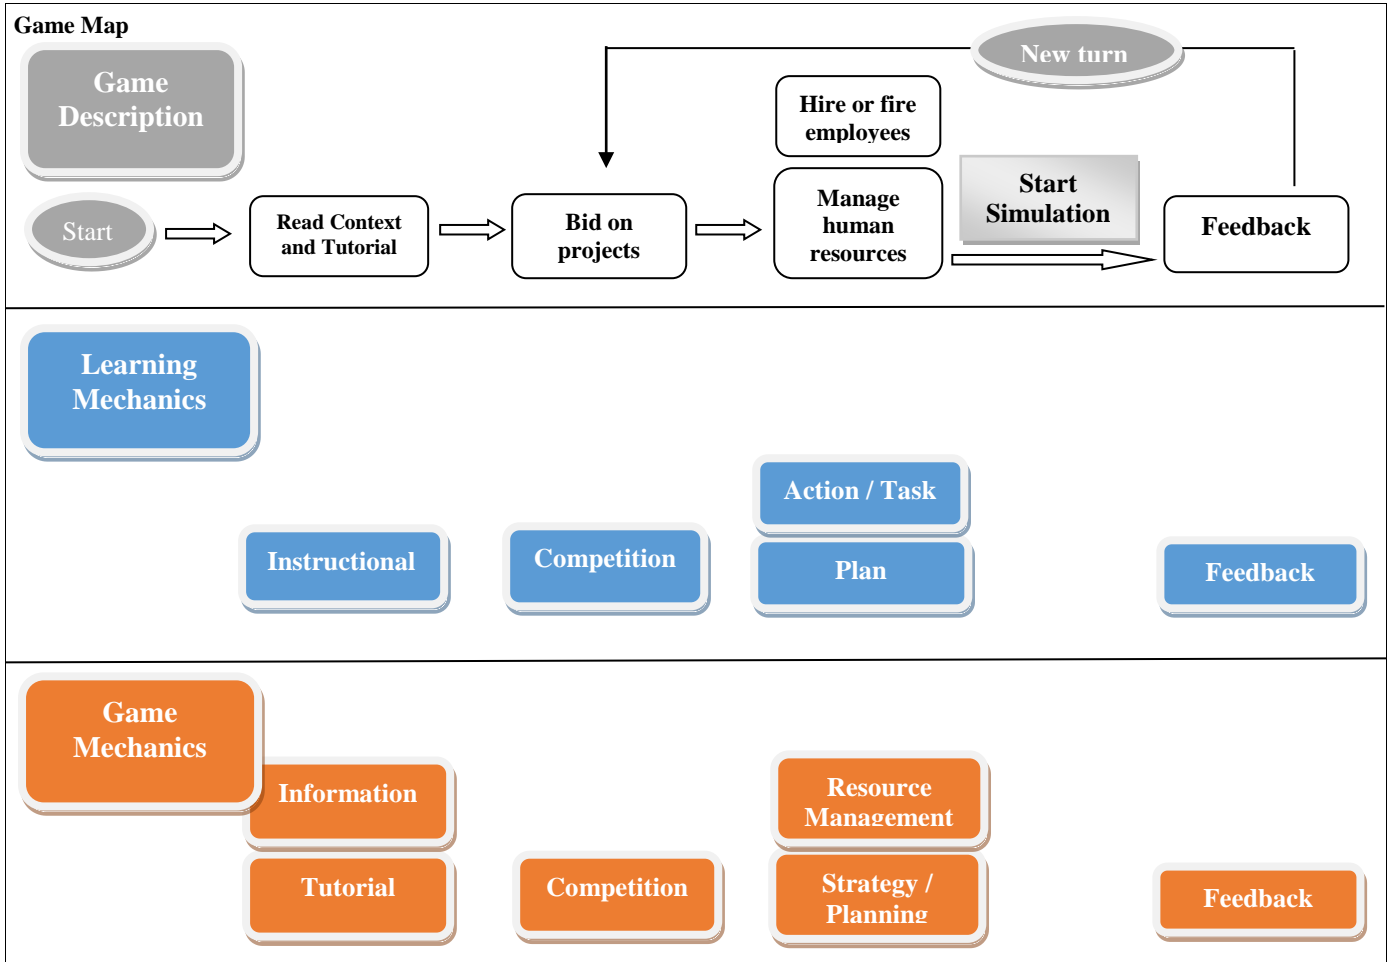 Game Map
Game
Description
New turn
Hire or fire
employees
Start
Simulation
Start
Read Context
and Tutorial
Bid on
projects
Manage
human
resources
Feedback
Learning
Mechanics
Action / Task
Instructional
Competition
Plan
Feedback
Game
Mechanics
Information
Resource
Management
Tutorial
Competition
Strategy /
Planning
Feedback